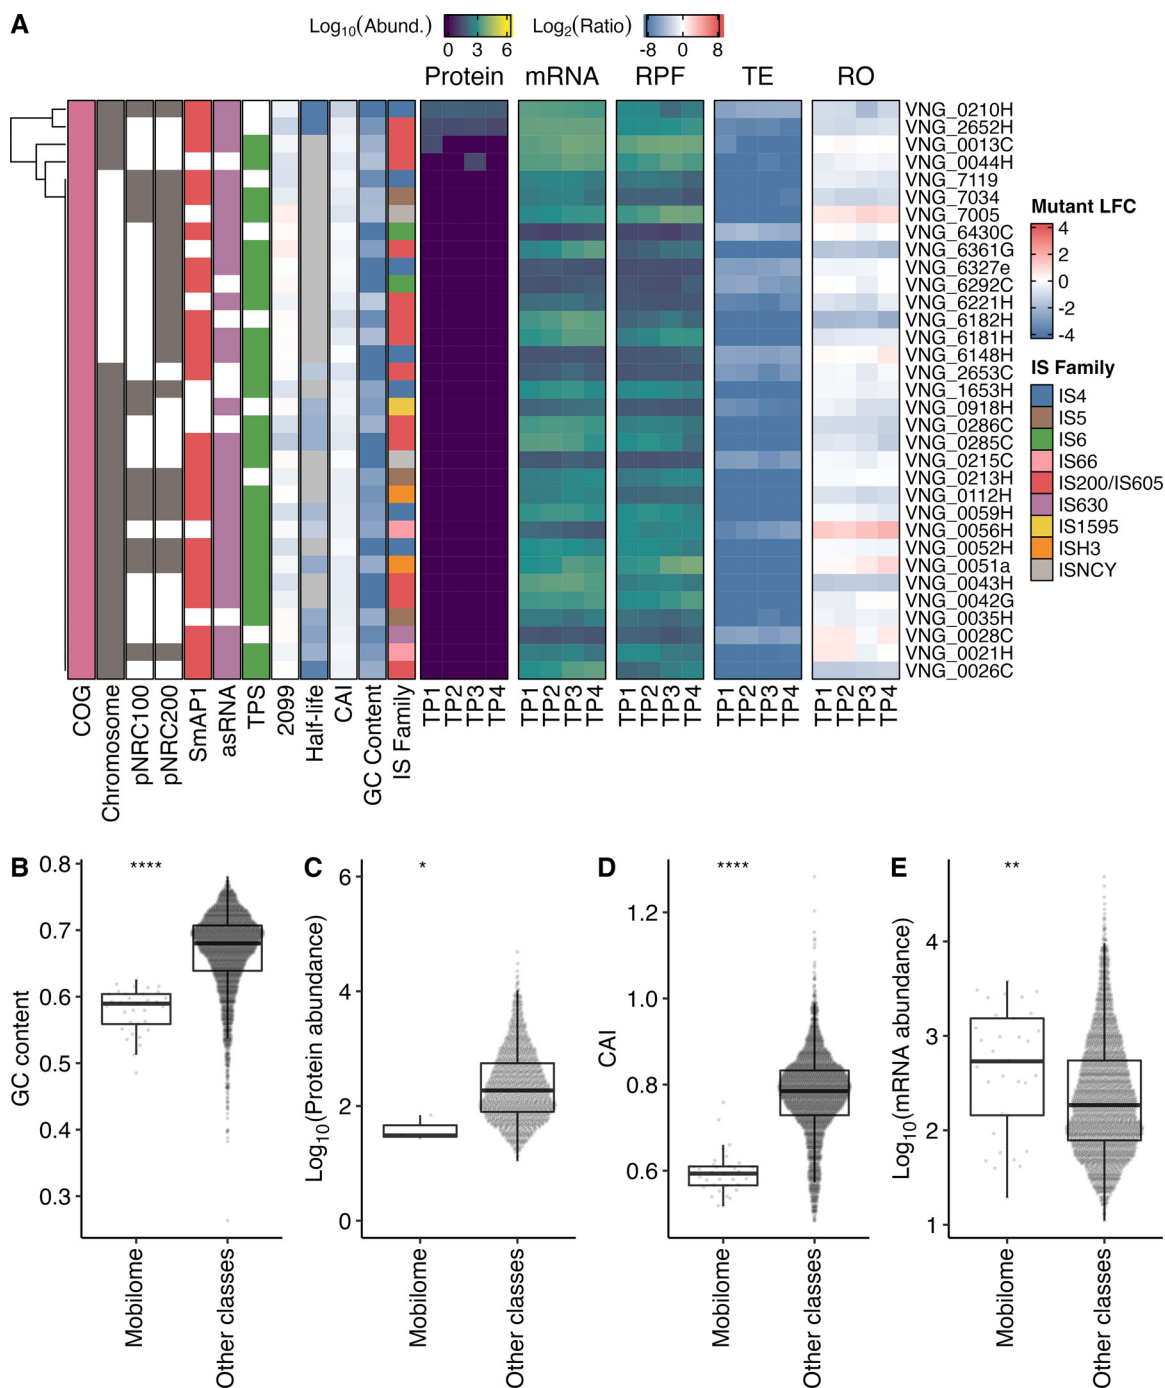 A
Log10(Abund.)
0 3 6
Log2(Ratio)
-8 0 8
Protein mRNA RPF TE RO
VNG_0210H
VNG_2652H
VNG_0013C
VNG_0044H
VNG_7119
VNG_7034
VNG_7005
VNG_6430C
VNG_6361G
VNG_6327e
VNG_6292C
VNG_6221H
VNG_6182H
VNG_6181H
VNG_6148H
VNG_2653C
VNG_1653H
VNG_0918H
VNG_0286C
VNG_0285C
VNG_0215C
VNG_0213H
VNG_0112H
VNG_0059H
VNG_0056H
VNG_0052H
VNG_0051a
VNG_0043H
VNG_0042G
VNG_0035H
VNG_0028C
VNG_0021H
VNG_0026C
Mutant LFC
4
2
0
-2
-4
IS Family
IS4
IS5
IS6
IS66
IS200/IS605
IS630
IS1595
ISH3
ISNCY
COG
Chromosome
pNRC100
pNRC200
SmAP1
asRNA
TPS
2099
Half-life
CAI
GC Content
IS Family
TP1 TP2 TP3 TP4
TP1 TP2 TP3 TP4
TP1 TP2 TP3 TP4
TP1 TP2 TP3 TP4
TP1 TP2 TP3 TP4
B
GC content
0.8
0.7
0.6
0.5
0.4
0.3
****
Mobilome
Other classes
C
Log10(Protein abundance)
6
4
2
0
*
Mobilome
Other classes
D
CAI
1.2
1.0
0.8
0.6
****
Mobilome
Other classes
E
Log10(mRNA abundance)
4
3
2
1
**
Mobilome
Other classes